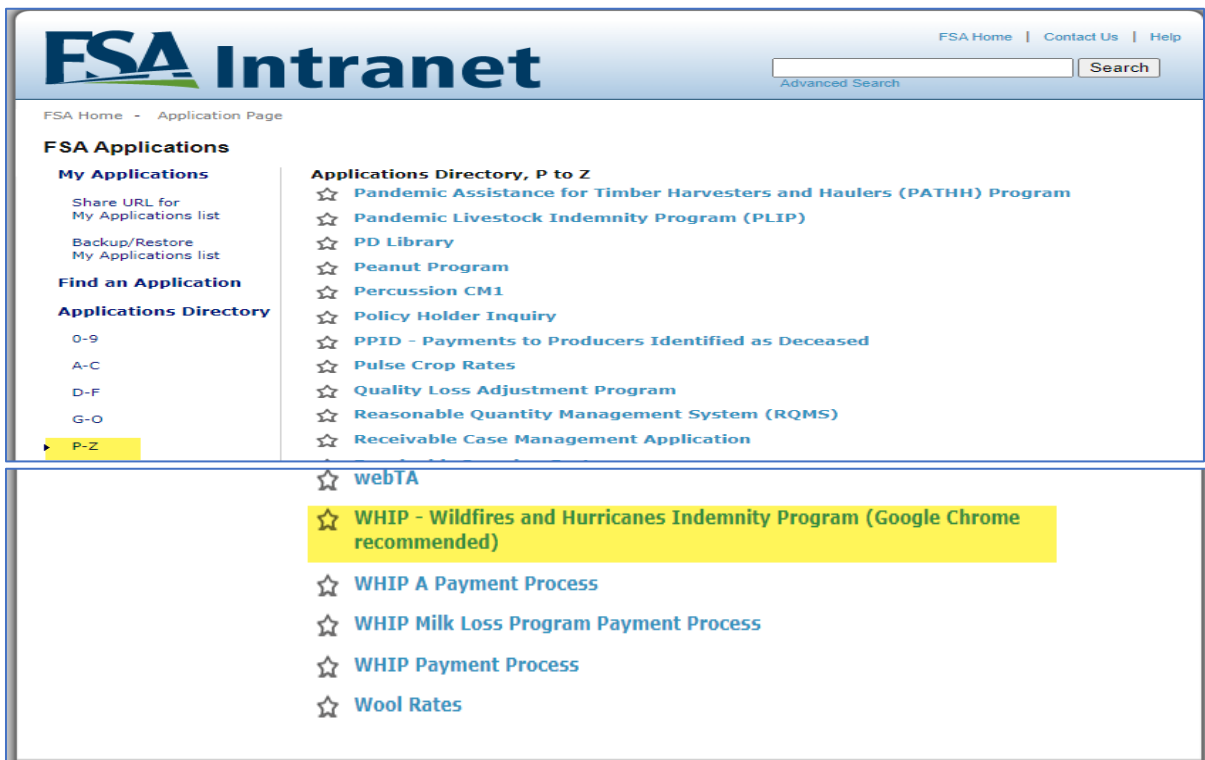 FSA Intranet
FSA Home | Contact Us | Help
Search
Advanced Search
FSA Home - Application Page
FSA Applications
My Applications
Share URL for
My Applications list
Backup/Restore
My Applications list
Find an Application
Applications Directory
0-9
A-C
D-F
G-O
P-Z
Applications Directory, P to Z
Pandemic Assistance for Timber Harvesters and Haulers (PATHH) Program
Pandemic Livestock Indemnity Program (PLIP)
PD Library
Peanut Program
Percussion CM1
Policy Holder Inquiry
PPID - Payments to Producers Identified as Deceased
Pulse Crop Rates
Quality Loss Adjustment Program
Reasonable Quantity Management System (RQMS)
Receivable Case Management Application
webTA
WHIP - Wildfires and Hurricanes Indemnity Program (Google Chrome
recommended)
WHIP A Payment Process
WHIP Milk Loss Program Payment Process
WHIP Payment Process
Wool Rates